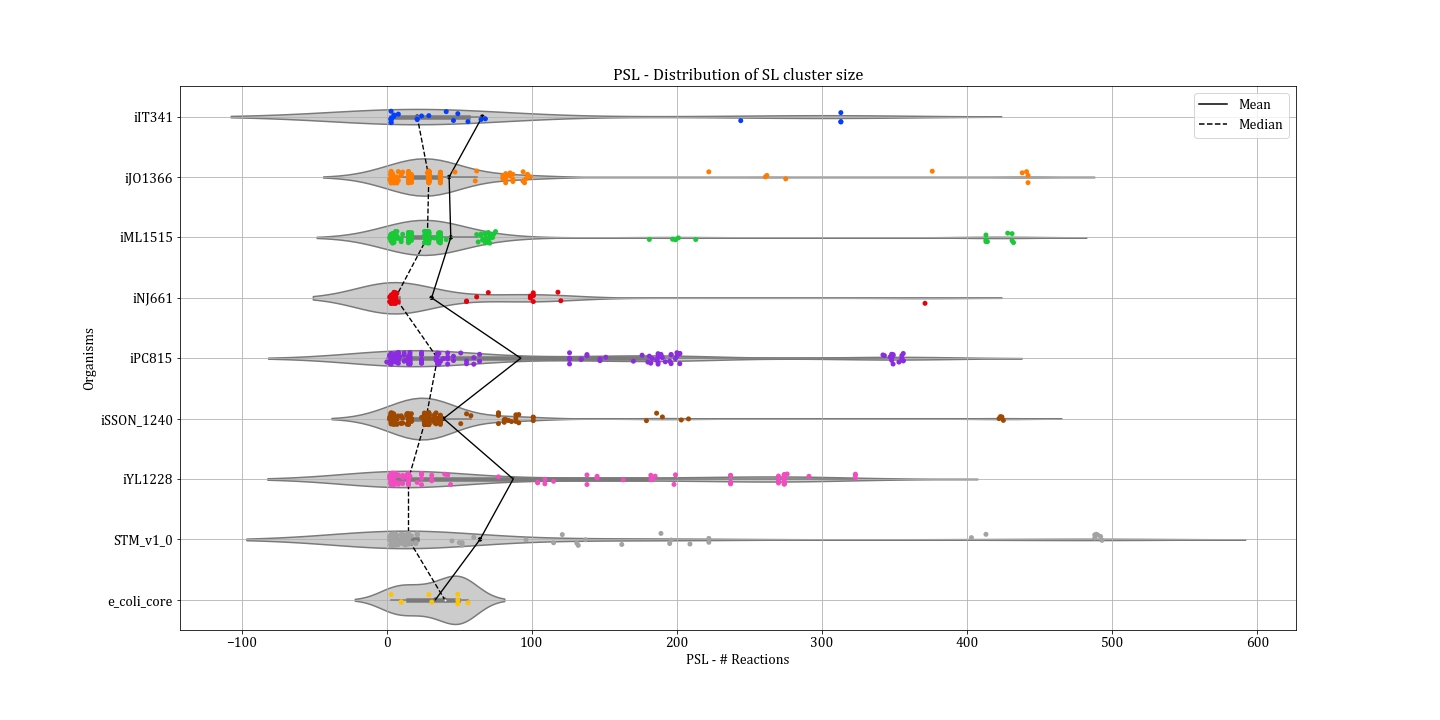 PSL - Distribution of SL cluster size
Mean
Median
Organisms
iIT341
iJO1366
iML1515
iNJ661
iPC815
iSSON_1240
iYL1228
STM_v1_0
e_coli_core
−100 0 100 200 300 400 500 600
PSL - # Reactions